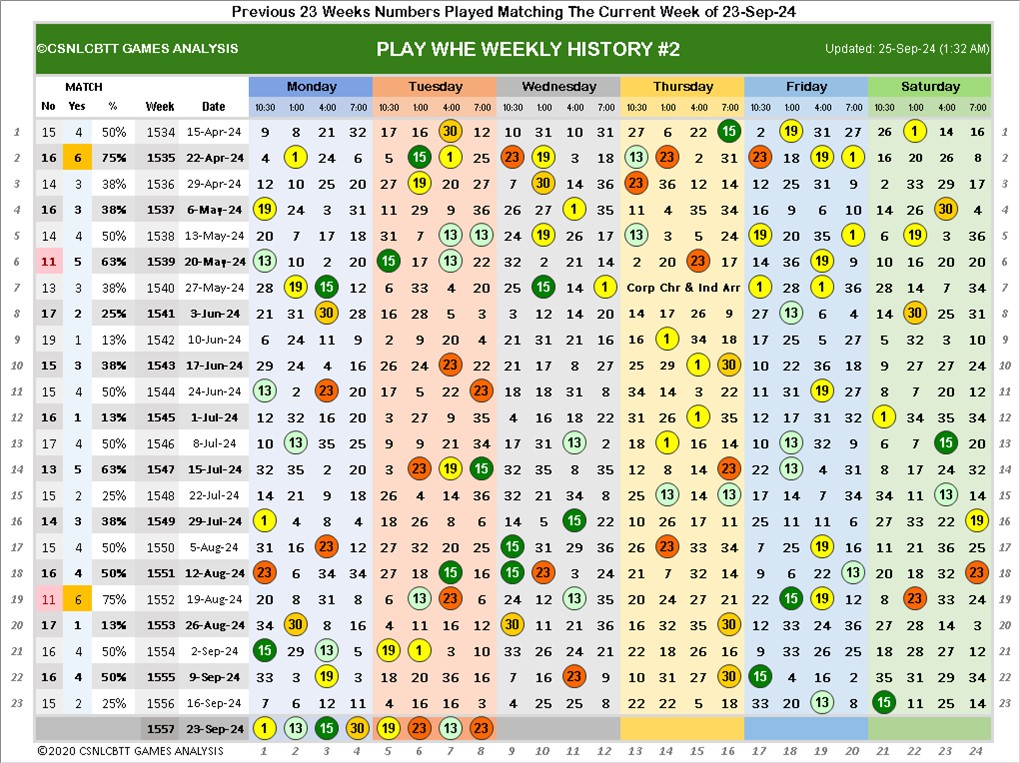 Previous 23 Weeks Numbers Played Matching The Current Week of 23-Sep-24
©CSNLCBTT GAMES ANALYSIS PLAY WHE WEEKLY HISTORY #2 Updated: 25-Sep-24 (1:32 AM)
MATCH Monday Tuesday Wednesday Thursday Friday Saturday
No Yes % Week Date 10:30 1:00 4:00 7:00 10:30 1:00 4:00 7:00 10:30 1:00 4:00 7:00 10:30 1:00 4:00 7:00 10:30 1:00 4:00 7:00 10:30 1:00 4:00 7:00
1 15 4 50% 1534 15-Apr-24 9 8 21 32 17 16 30 12 10 31 10 31 27 6 22 15 2 19 31 27 26 1 14 16 1
2 16 6 75% 1535 22-Apr-24 4 1 24 6 5 15 1 25 23 19 3 18 13 23 2 31 23 18 19 1 16 20 26 8 2
3 14 3 38% 1536 29-Apr-24 12 10 25 20 27 19 20 27 7 30 14 36 23 36 12 14 12 25 31 9 2 33 29 17 3
4 16 3 38% 1537 6-May-24 19 24 3 31 11 29 9 36 26 27 1 35 11 4 35 34 16 9 6 10 14 26 23 30 4
5 14 4 50% 1538 13-May-24 20 7 17 18 31 7 13 13 24 19 26 17 13 3 5 24 19 20 35 1 6 19 3 36 5
6 11 5 63% 1539 20-May-24 13 10 2 20 15 17 13 22 32 2 21 14 2 20 23 17 14 36 19 9 10 16 20 20 6
7 13 3 38% 1540 27-May-24 28 19 15 12 6 33 4 20 25 15 14 1 Corp Chr & Ind Arr 1 28 1 36 28 14 7 34 7
8 17 2 25% 1541 3-Jun-24 21 31 30 28 16 28 5 3 3 12 14 20 14 17 26 9 27 13 6 4 14 30 25 31 8
9 19 1 13% 1542 10-Jun-24 6 24 11 9 2 9 20 4 21 31 21 16 16 1 34 18 17 25 5 27 5 32 3 10 9
10 15 3 38% 1543 17-Jun-24 29 24 4 16 26 24 23 22 21 17 8 27 25 29 1 30 10 22 36 18 9 27 27 24 10
11 15 4 50% 1544 24-Jun-24 13 2 23 20 17 5 22 23 18 18 31 8 34 14 3 22 11 31 19 27 8 7 20 12 11
12 16 1 13% 1545 1-Jul-24 12 32 16 20 3 27 9 35 4 16 18 22 31 26 1 35 12 17 31 32 1 34 35 34 12
13 17 4 50% 1546 8-Jul-24 10 13 35 25 9 9 21 34 17 31 13 2 14 1 16 14 10 13 32 9 6 7 15 20 13
14 13 5 63% 1547 15-Jul-24 32 35 2 20 3 23 19 15 32 35 8 35 12 8 14 23 22 13 4 31 8 17 24 32 14
15 15 2 25% 1548 22-Jul-24 14 21 9 18 26 4 14 36 32 21 34 8 25 13 14 15 17 14 7 34 34 11 13 14 15
16 14 3 38% 1549 29-Jul-24 1 4 8 4 18 26 8 6 14 5 15 22 10 26 17 11 25 11 11 6 27 33 22 19 16
17 15 4 50% 1550 5-Aug-24 31 16 23 12 27 32 20 25 15 31 29 36 26 23 33 34 7 25 19 16 11 21 36 25 17
18 16 4 50% 1551 12-Aug-24 23 6 34 34 27 18 15 16 15 23 3 24 21 7 32 14 9 6 22 13 20 18 32 23 18
19 11 6 75% 1552 19-Aug-24 20 8 31 8 6 13 23 6 24 12 13 35 20 24 27 21 22 15 19 12 8 23 33 24 19
20 17 1 13% 1553 26-Aug-24 32 30 8 16 4 11 16 12 30 11 21 36 16 32 35 30 12 33 24 36 27 28 14 3 20
21 16 4 50% 1554 2-Sep-24 15 29 13 5 19 1 3 10 33 26 24 21 22 18 26 16 9 33 26 25 18 28 27 12 21
22 16 4 50% 1555 9-Sep-24 33 3 19 3 18 20 36 16 7 16 23 9 10 31 27 30 15 4 16 2 35 31 29 34 22
23 15 2 25% 1556 16-Sep-24 7 6 12 11 4 16 16 3 4 25 25 8 22 22 5 18 33 20 13 8 15 11 25 14 23
1557 23-Sep-24 1 13 15 30 19 23 13 23
©2020 CSNLCBTT GAMES ANALYSIS 1 2 3 4 5 6 7 8 9 10 11 12 13 14 15 16 17 18 19 20 21 22 23 24